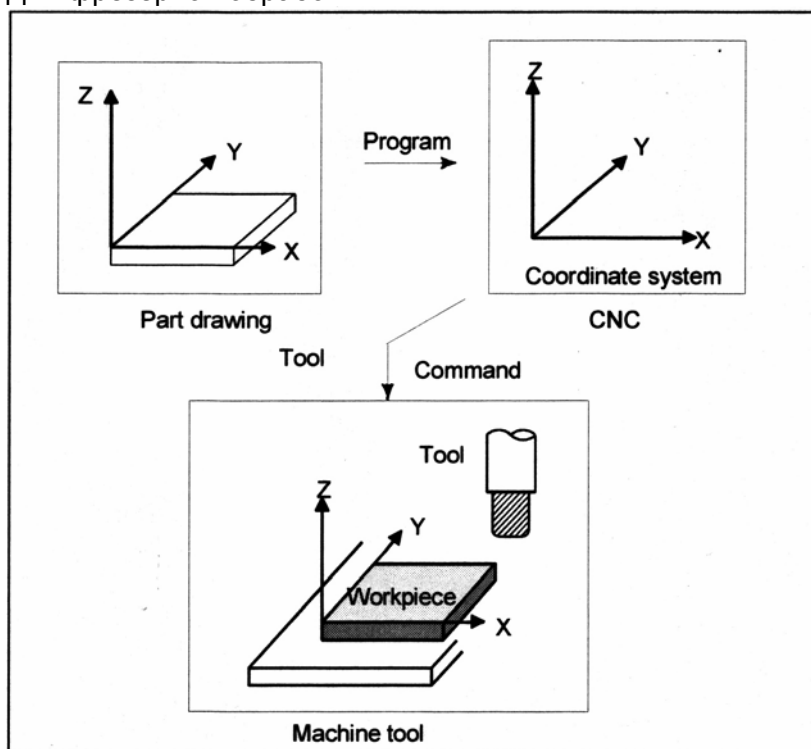 Z
Y
X
Part drawing
Program
Z
Y
X
Coordinate system
CNC
Tool
Command
Tool
Z
Y
Workpiece
X
Machine tool